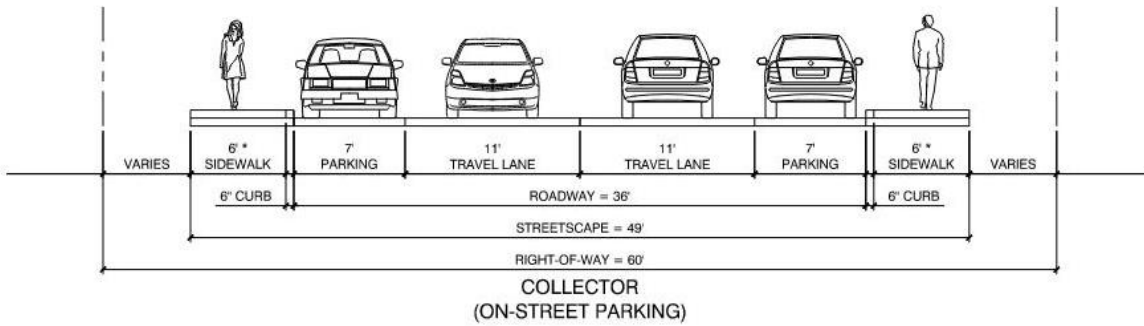 VARIES
6' *
SIDEWALK
7'
PARKING
11'
TRAVEL LANE
11'
TRAVEL LANE
7'
PARKING
6' *
SIDEWALK
VARIES
6" CURB
ROADWAY = 36'
6" CURB
STREETSCAPE = 49'
RIGHT-OF-WAY = 60'
COLLECTOR
(ON-STREET PARKING)